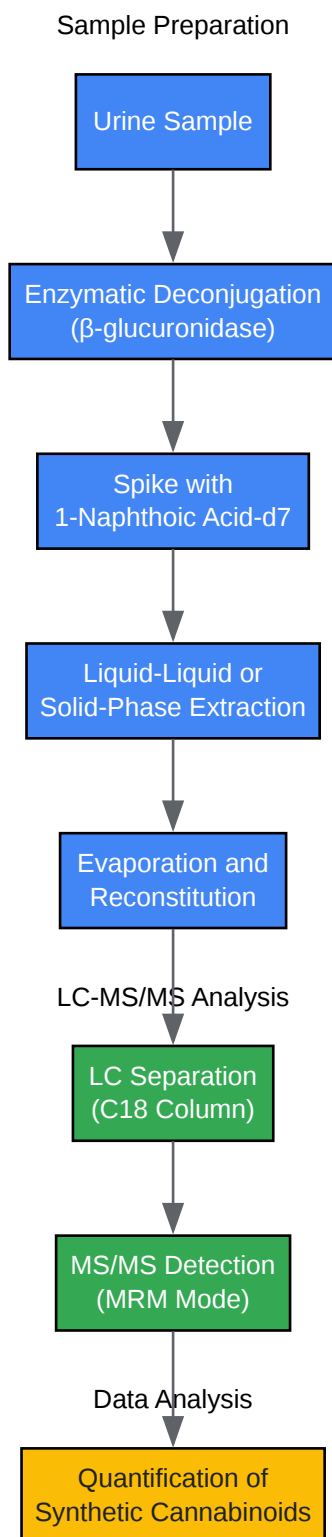 Sample Preparation
Urine Sample
Enzymatic Deconjugation
(β-glucuronidase)
Spike with
1-Naphthoic Acid-d7
Liquid-Liquid or
Solid-Phase Extraction
Evaporation and
Reconstitution
LC-MS/MS Analysis
LC Separation
(C18 Column)
MS/MS Detection
(MRM Mode)
Data Analysis
Quantification of
Synthetic Cannabinoids